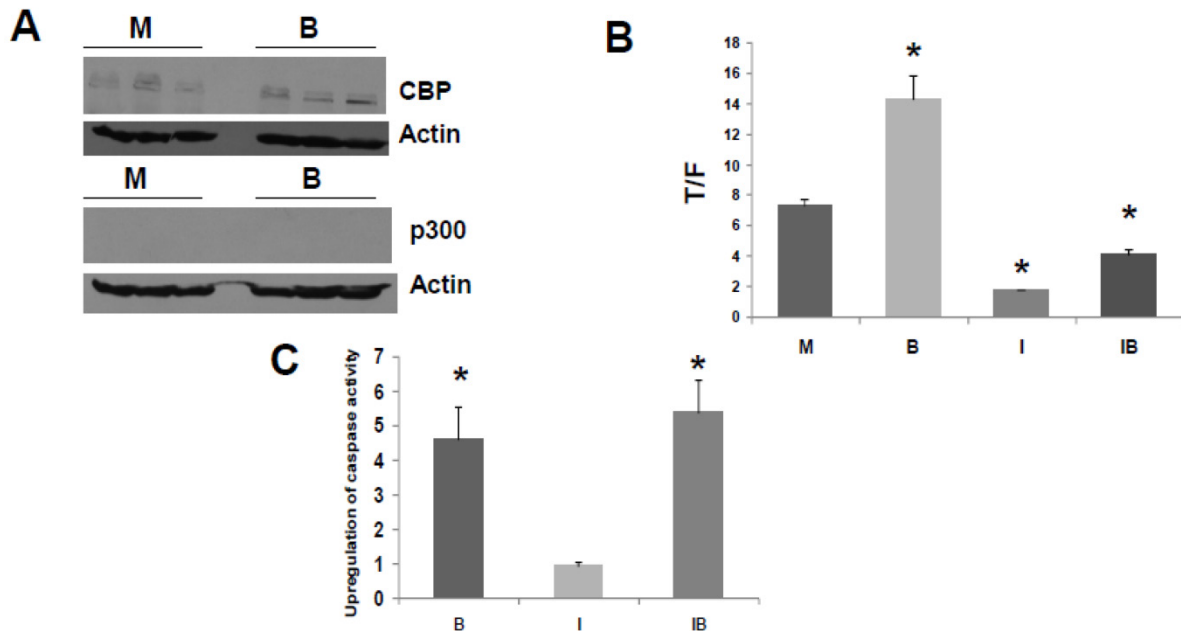 A
M B
CBP
Actin
M B
p300
Actin
B
T/F
18
16
14
12
10
8
6
4
2
0
* * *
M B I IB
C
Upregulation of caspase activity
7
6
5
4
3
2
1
0
* *
B I IB